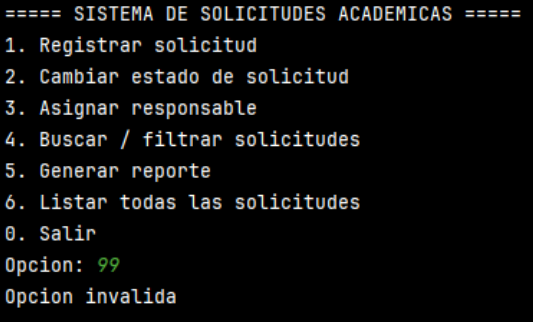 ===== SISTEMA DE SOLICITUDES ACADEMICAS =====
1. Registrar solicitud
2. Cambiar estado de solicitud
3. Asignar responsable
4. Buscar / filtrar solicitudes
5. Generar reporte
6. Listar todas las solicitudes
0. Salir
Opcion: 99
Opcion invalida